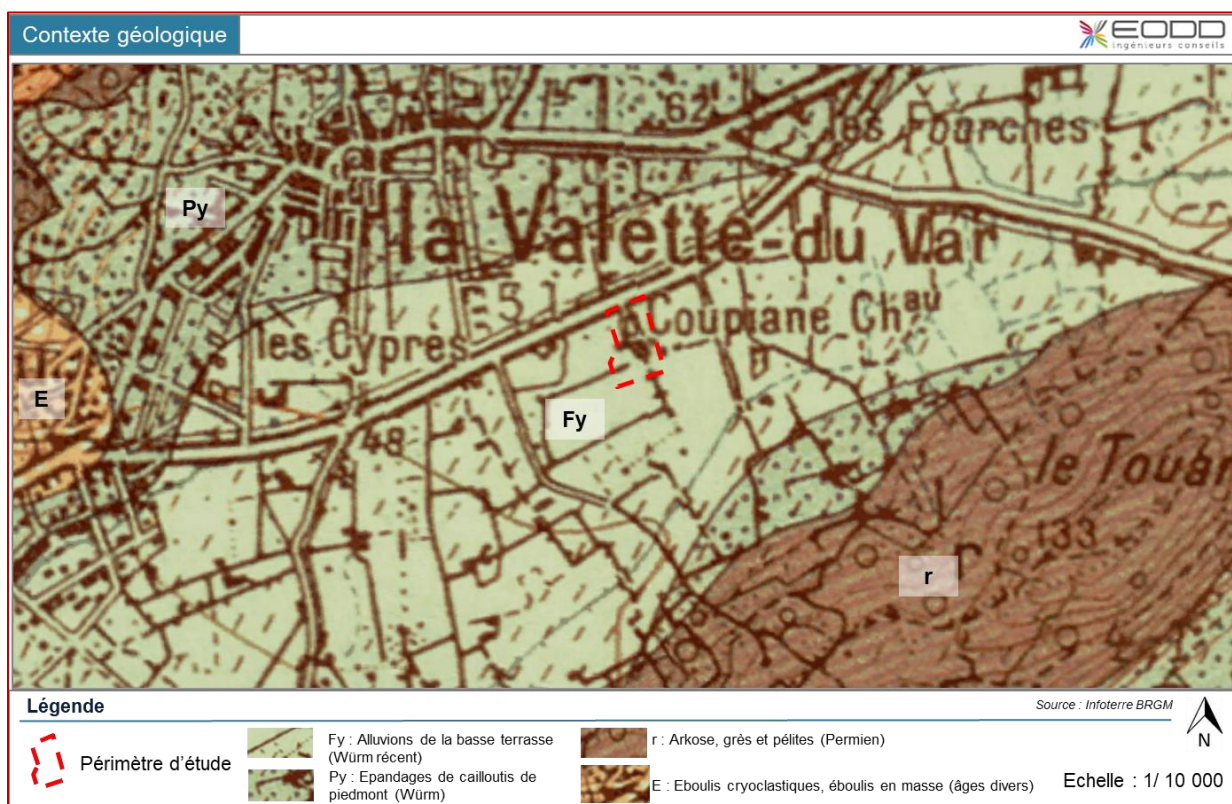 Contexte géologique
EODD
ingénieurs conseils
62
les Fourches
Py
la Valette-du Var
51
Coupiane Chau
les Cyprès
E
Fy
48
le Touar
133
r
Légende
Source : Infoterre BRGM
Périmètre d'étude
Fy : Alluvions de la basse terrasse
(Würm récent)
Py : Epandages de cailloutis de
piedmont (Würm)
r : Arkose, grès et pélites (Permien)
E : Eboulis cryoclastiques, éboulis en masse (âges divers)
N
Echelle : 1/ 10 000